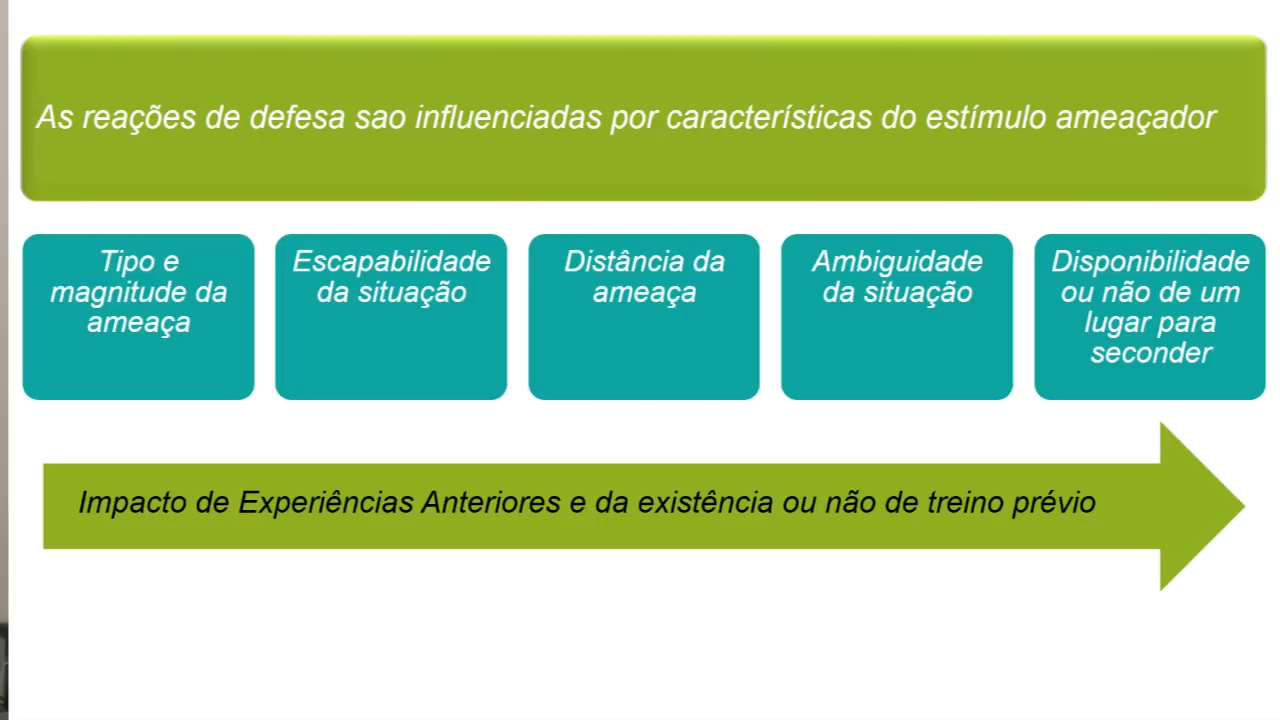 As reações de defesa sao influenciadas por características do estímulo ameaçador
Tipo e
magnitude da
ameaça
Escapabilidade
da situação
Distância da
ameaça
Ambiguidade
da situação
Disponibilidade
ou não de um
lugar para
seconder
Impacto de Experiências Anteriores e da existência ou não de treino prévio